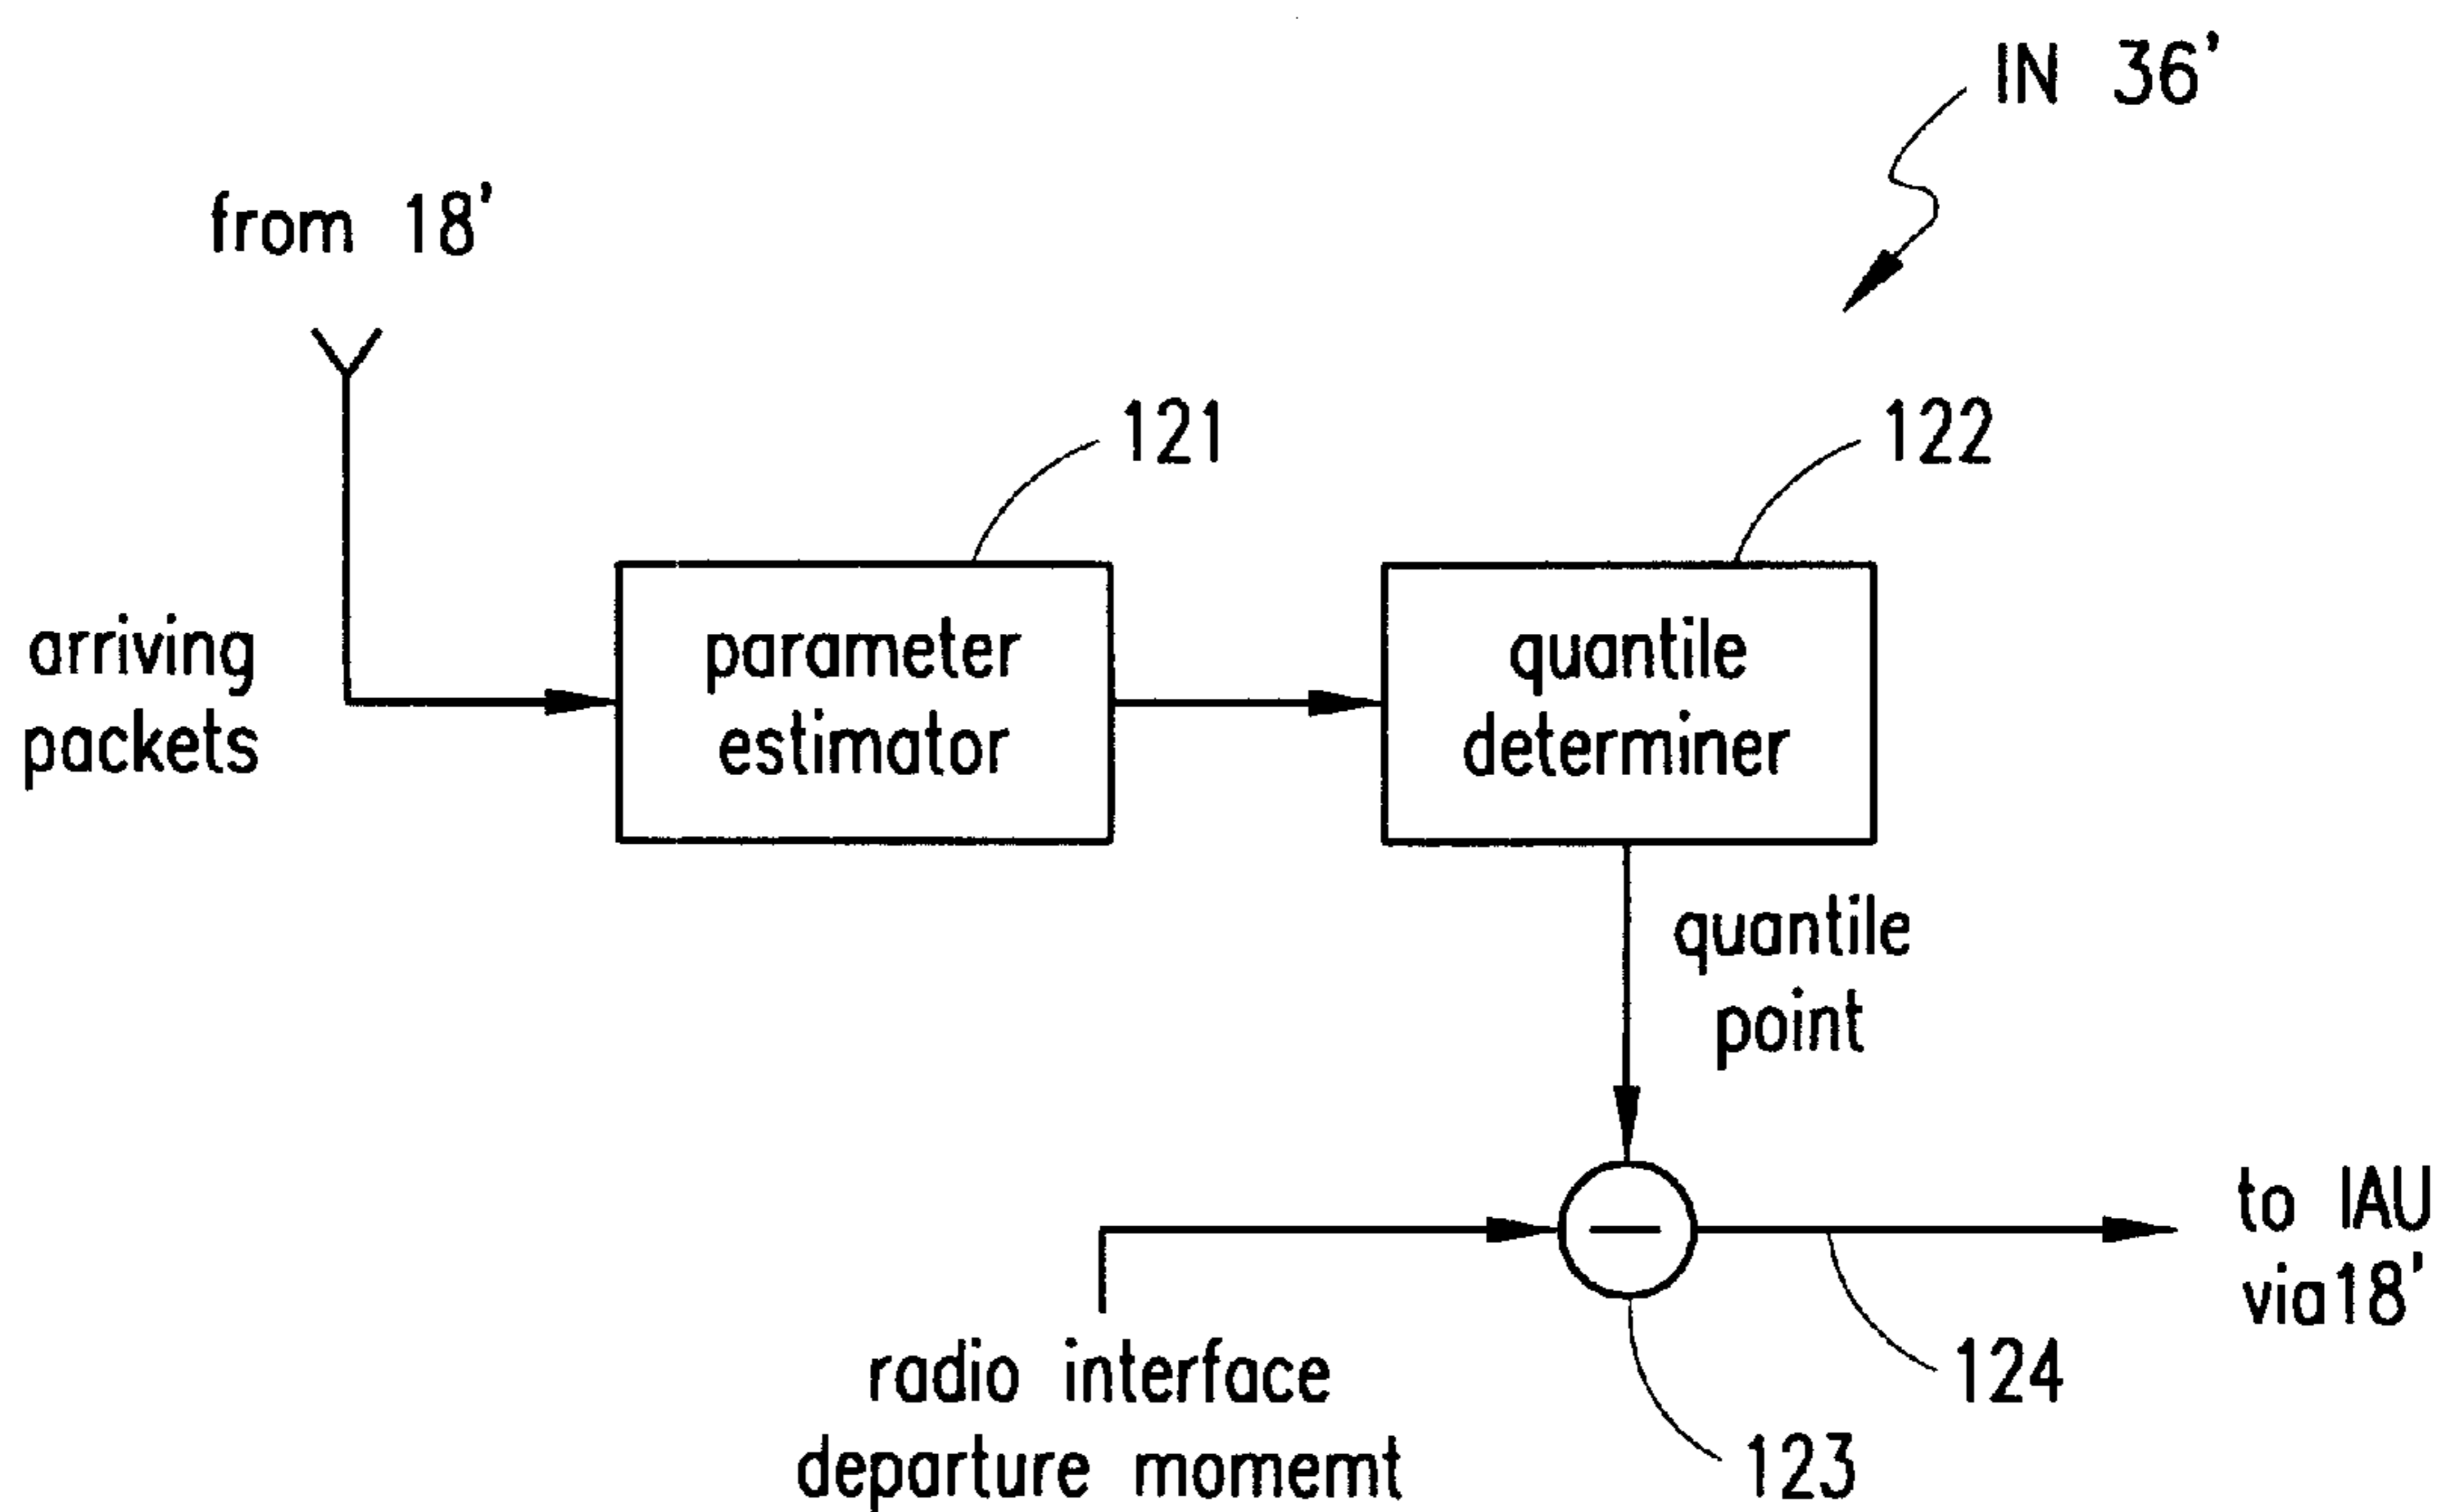 IN 36'
from 18'
121
122
arriving
packets
parameter
estimator
quantile
determiner
quantile
point
to IAU
via18'
radio interface
departure momemt
124
123